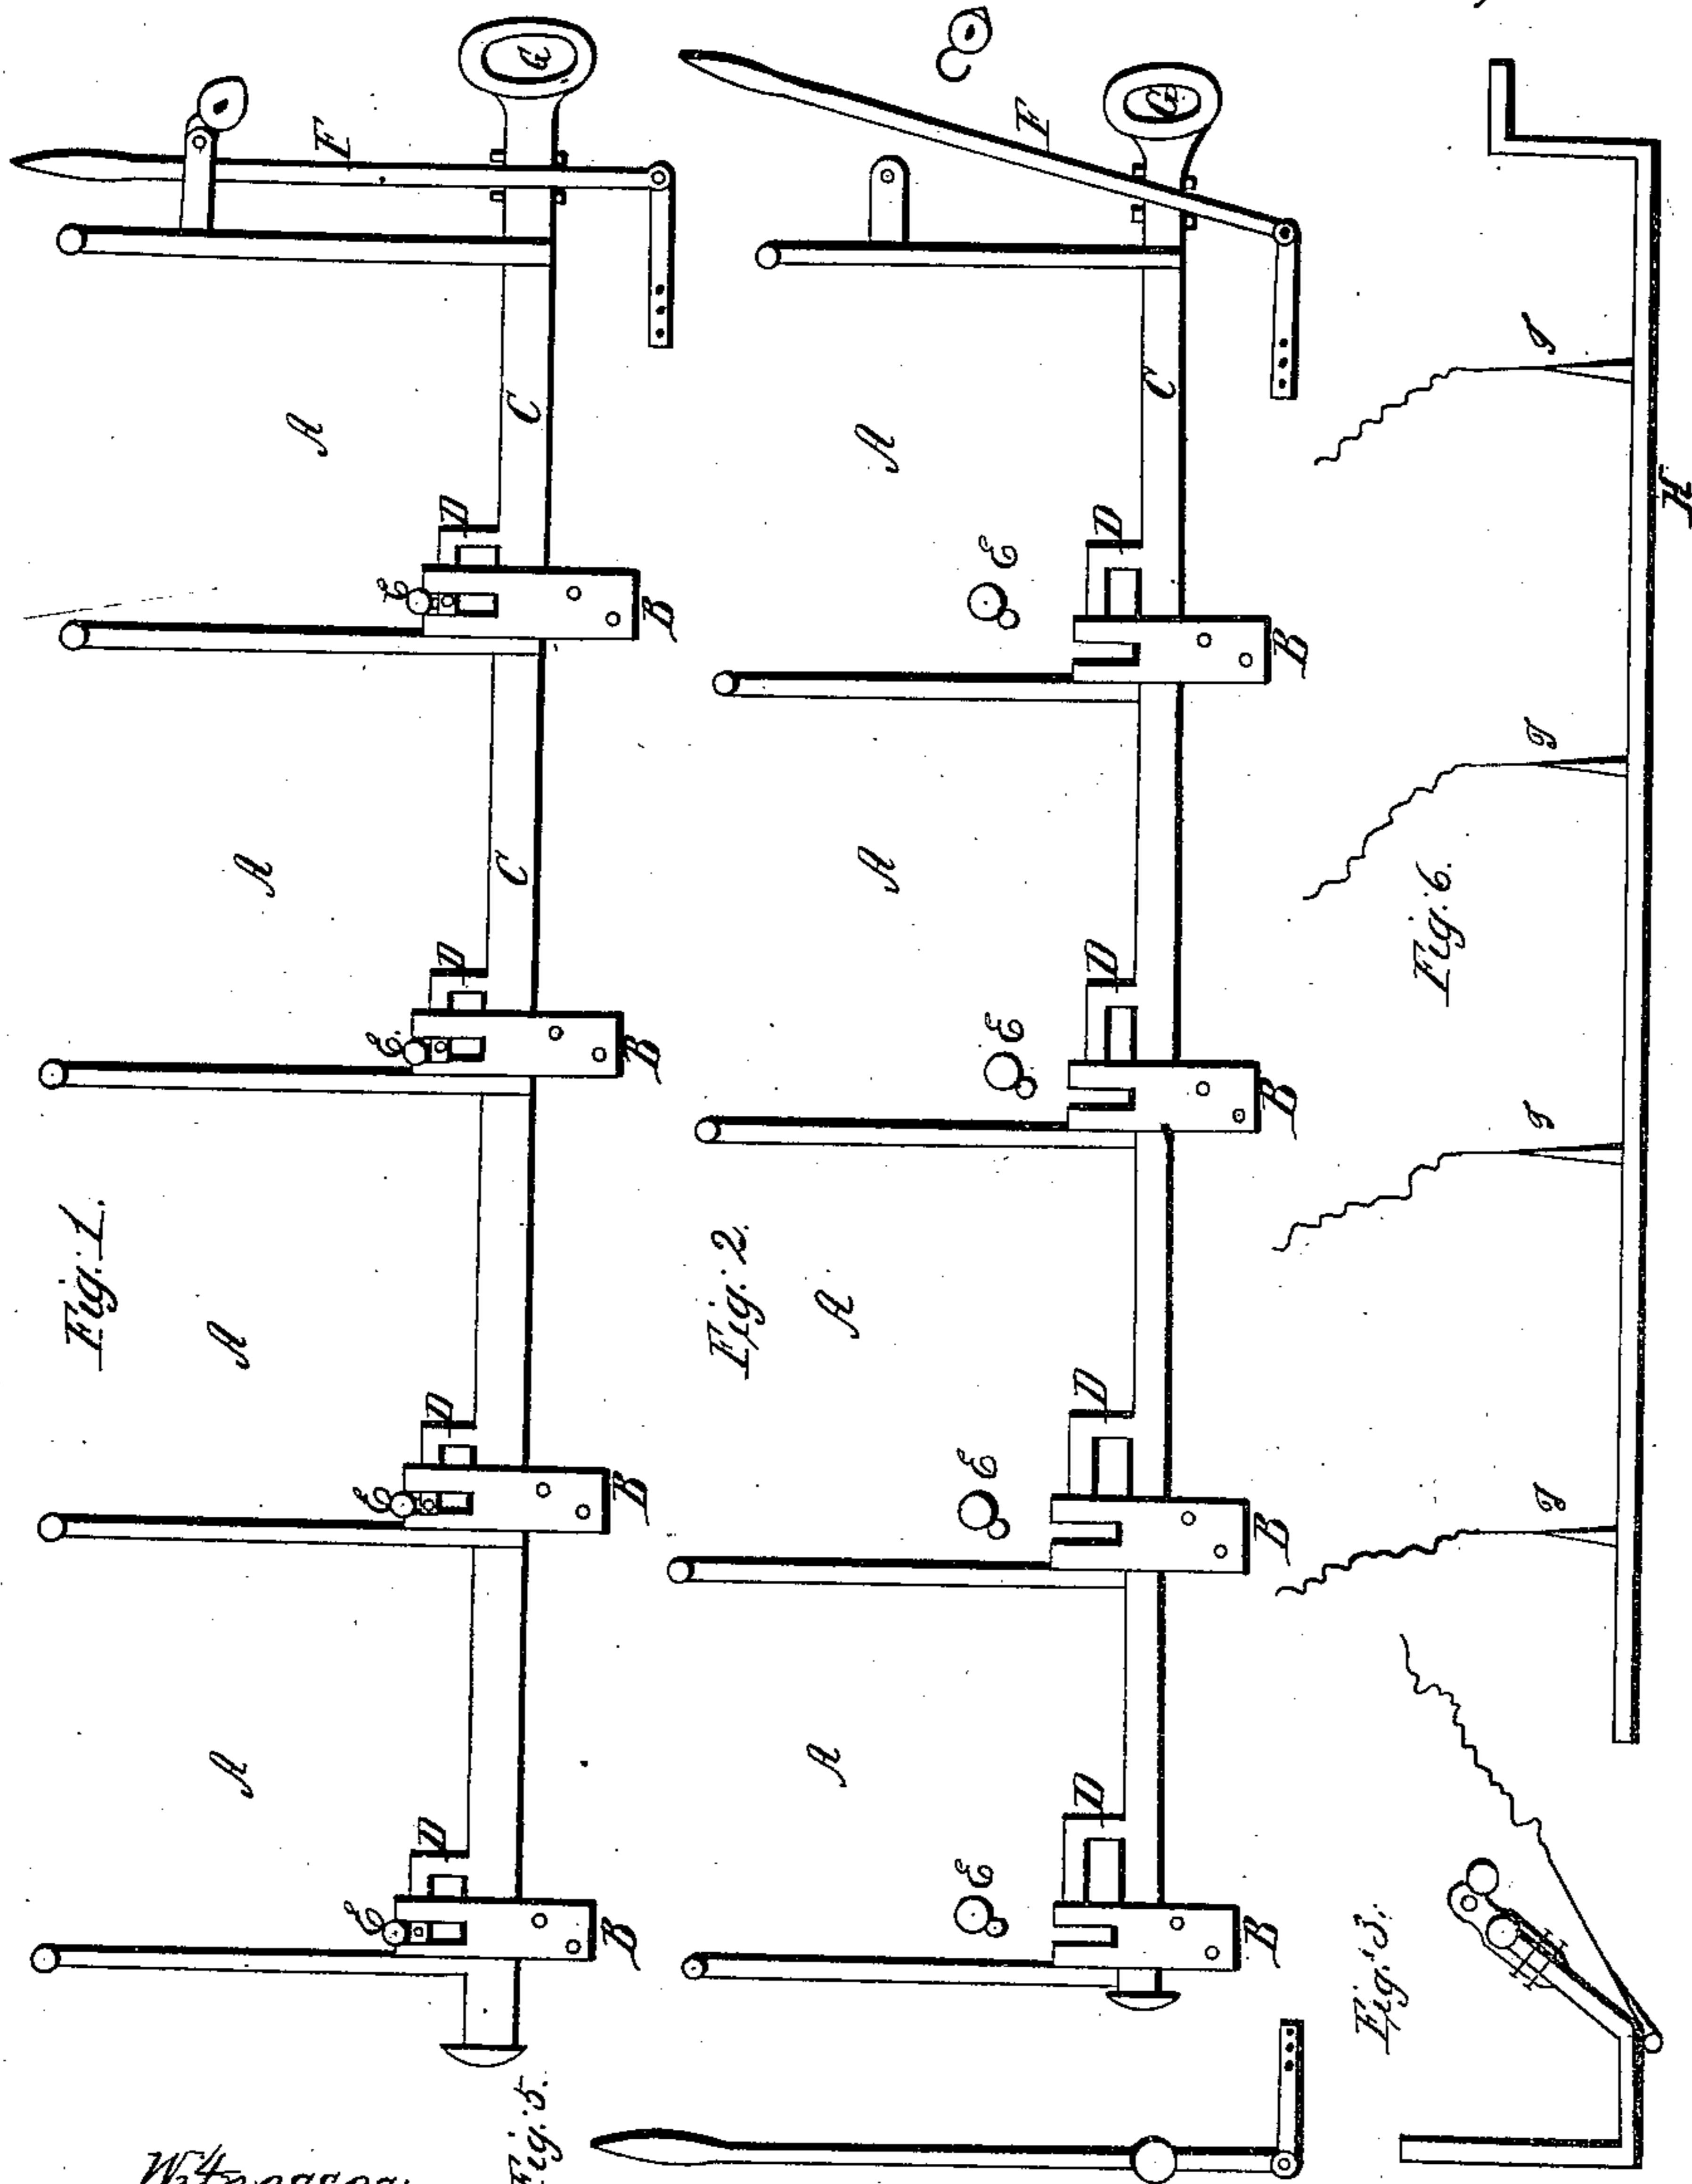 Fig. 1.
A A A A F
E E. E E
D D D D C C G
B B B B
Fig. 5.
Fig. 2.
A A A A F
E E E E
D D D D C G
B B B B
Fig. 3.
Fig. 6.
I I I I
H
Witnesses.